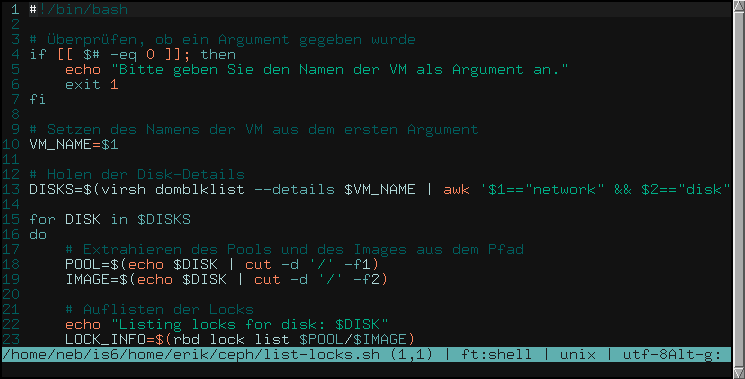 1 #!/bin/bash
2
3 # Überprüfen, ob ein Argument gegeben wurde
4 if [[ $# -eq 0 ]]; then
5     echo "Bitte geben Sie den Namen der VM als Argument an."
6     exit 1
7 fi
8
9 # Setzen des Namens der VM aus dem ersten Argument
10 VM_NAME=$1
11
12 # Holen der Disk-Details
13 DISKS=$(virsh domblklist --details $VM_NAME | awk '$1=="network" && $2=="disk"
14
15 for DISK in $DISKS
16 do
17     # Extrahieren des Pools und des Images aus dem Pfad
18     POOL=$(echo $DISK | cut -d '/' -f1)
19     IMAGE=$(echo $DISK | cut -d '/' -f2)
20
21     # Auflisten der Locks
22     echo "Listing locks for disk: $DISK"
23     LOCK_INFO=$(rbd lock list $POOL/$IMAGE)
/home/neb/is6/home/erik/ceph/list-locks.sh (1,1) | ft:shell | unix | utf-8Alt-g: